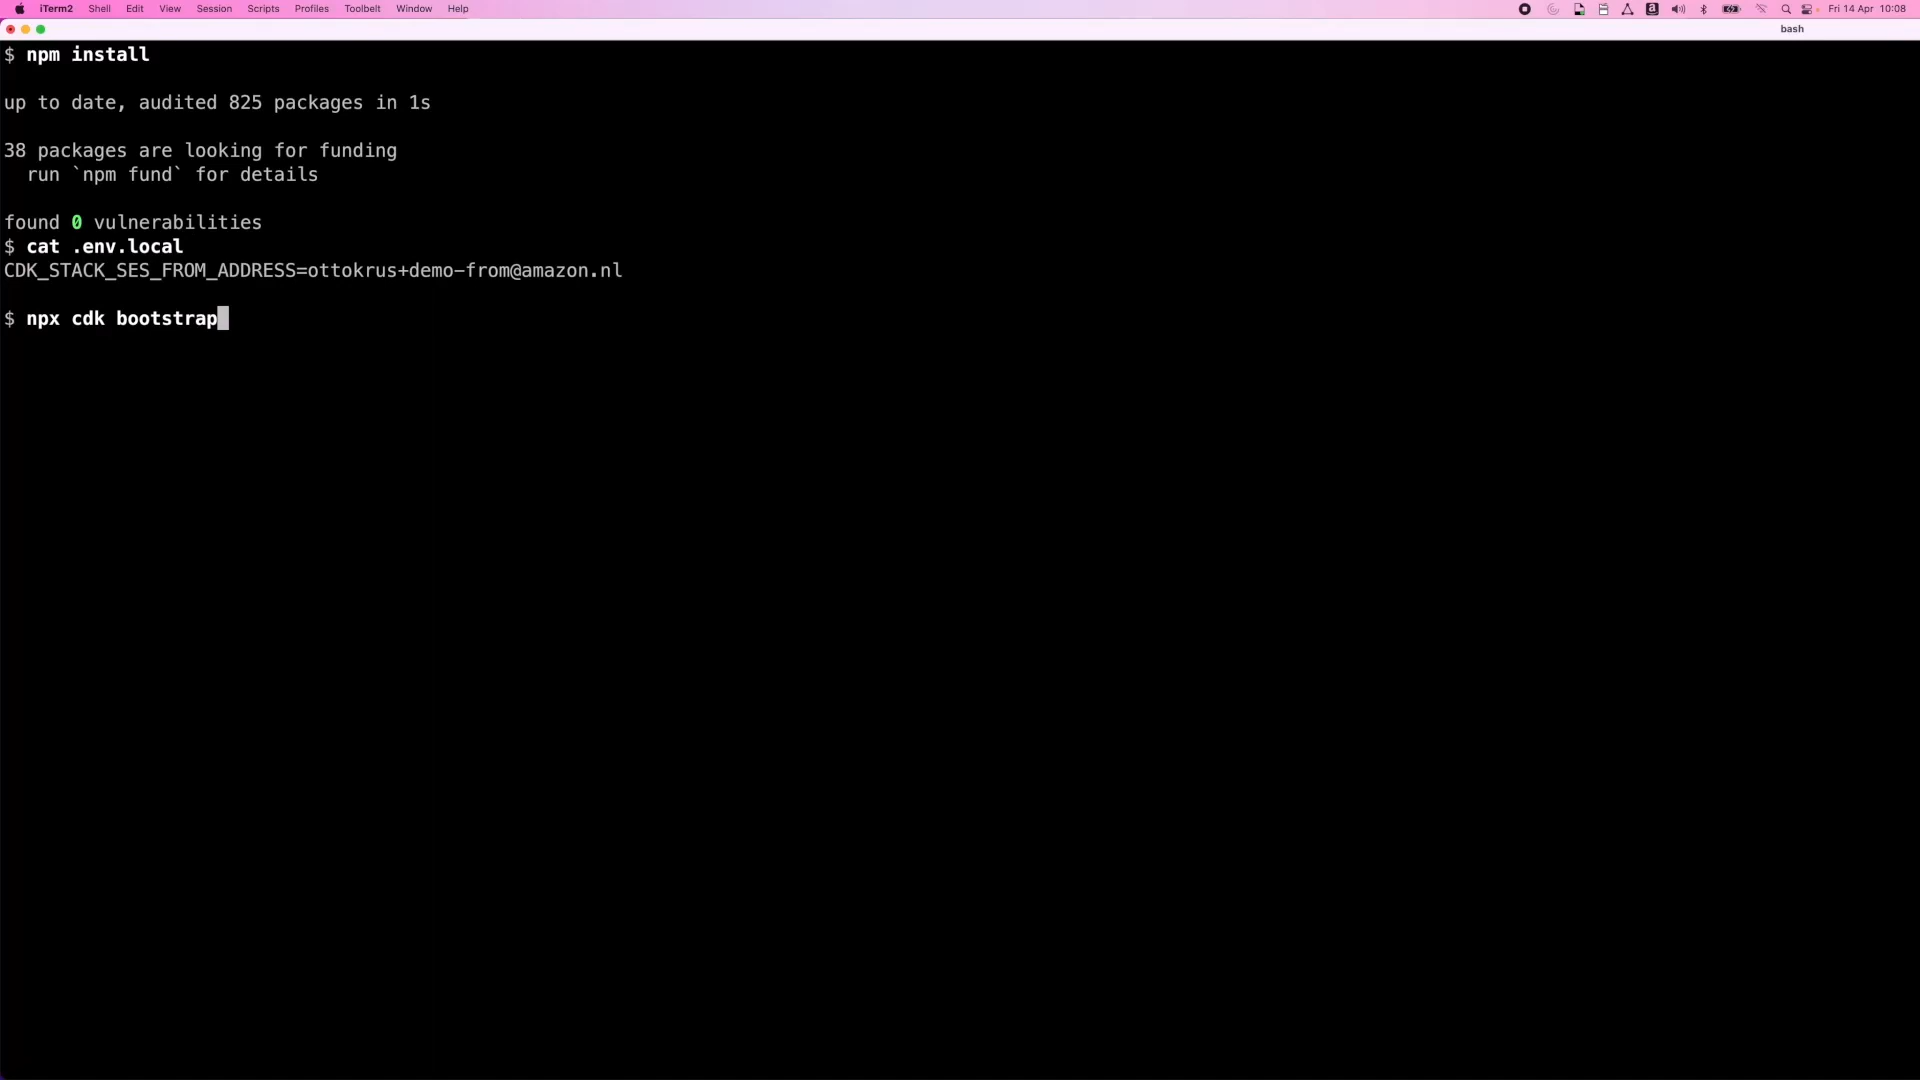 iTerm2 Shell Edit View Session Scripts Profiles Toolbelt Window Help Fri 14 Apr 10:08
bash
$ npm install
up to date, audited 825 packages in 1s
38 packages are looking for funding
  run `npm fund` for details
found 0 vulnerabilities
$ cat .env.local
CDK_STACK_SES_FROM_ADDRESS=ottokrus+demo-from@amazon.nl
$ npx cdk bootstrap